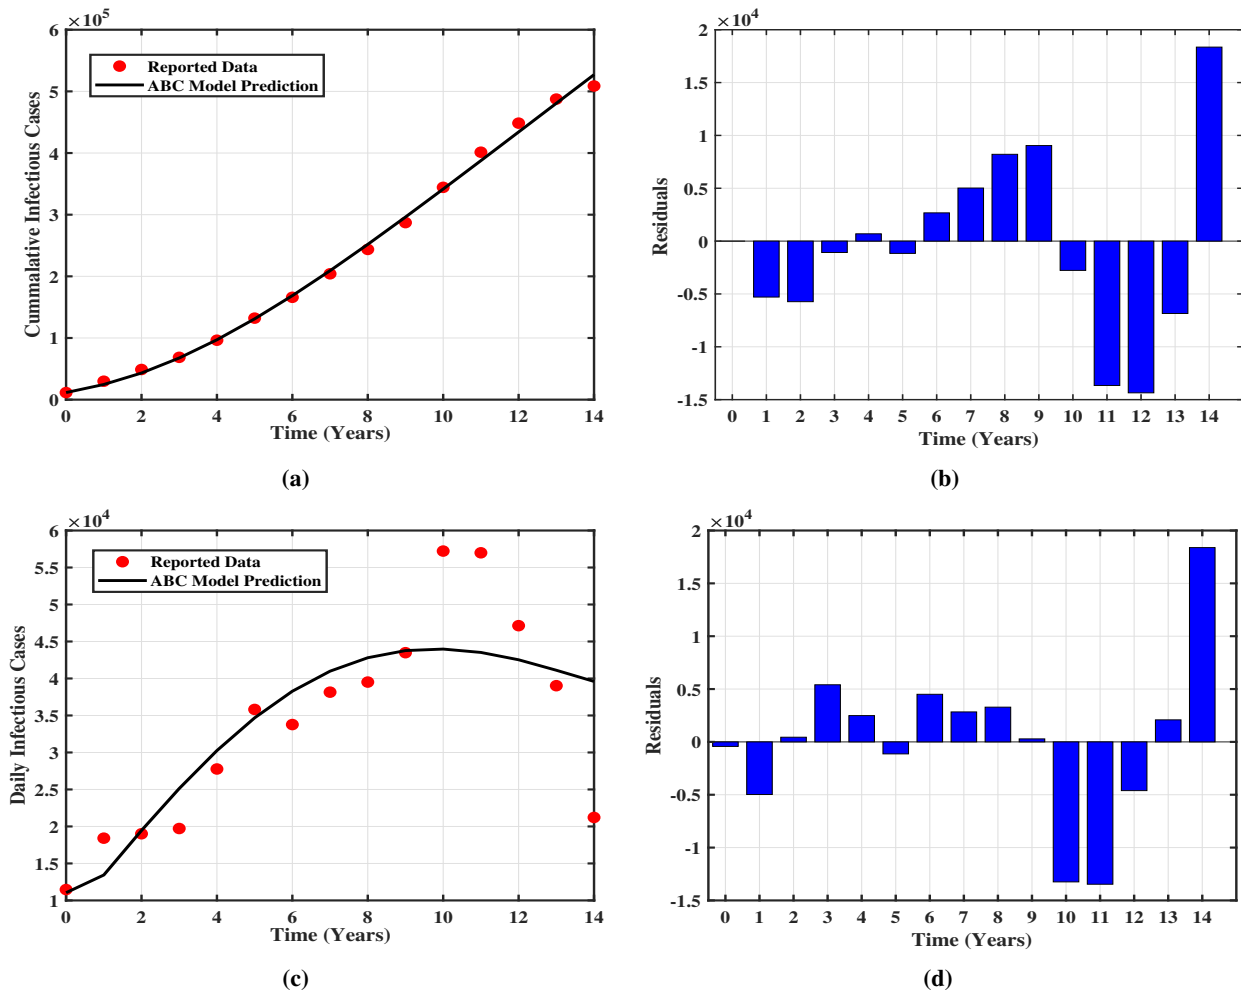 ×10^5
6
5
4
3
2
1
0
Cummalative Infectious Cases
Reported Data
ABC Model Prediction
0 2 4 6 8 10 12 14
Time (Years)
(a)
×10^4
2
1.5
1
0.5
0
-0.5
-1
-1.5
Residuals
0 1 2 3 4 5 6 7 8 9 10 11 12 13 14
Time (Years)
(b)
×10^4
6
5.5
5
4.5
4
3.5
3
2.5
2
1.5
1
Daily Infectious Cases
Reported Data
ABC Model Prediction
0 2 4 6 8 10 12 14
Time (Years)
(c)
×10^4
2
1.5
1
0.5
0
-0.5
-1
-1.5
Residuals
0 1 2 3 4 5 6 7 8 9 10 11 12 13 14
Time (Years)
(d)